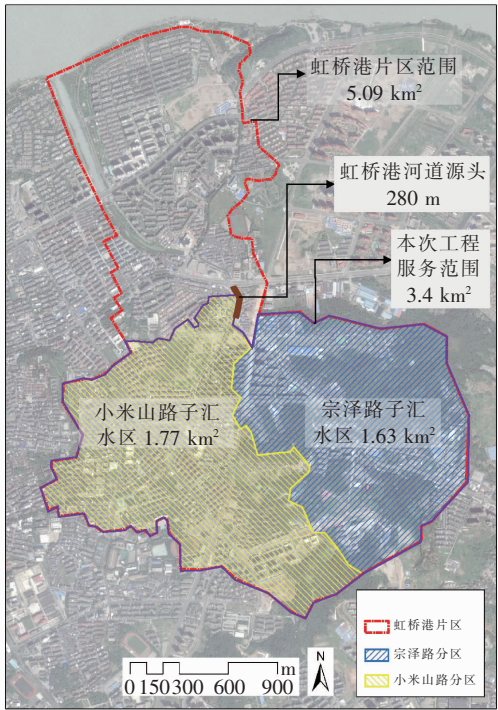 虹桥港片区范围
5.09 km²
虹桥港河道源头
280 m
本次工程
服务范围
3.4 km²
小米山路子汇
水区 1.77 km²
宗泽路子汇
水区 1.63 km²
虹桥港片区
宗泽路分区
小米山路分区
N
m
0 150 300 600 900